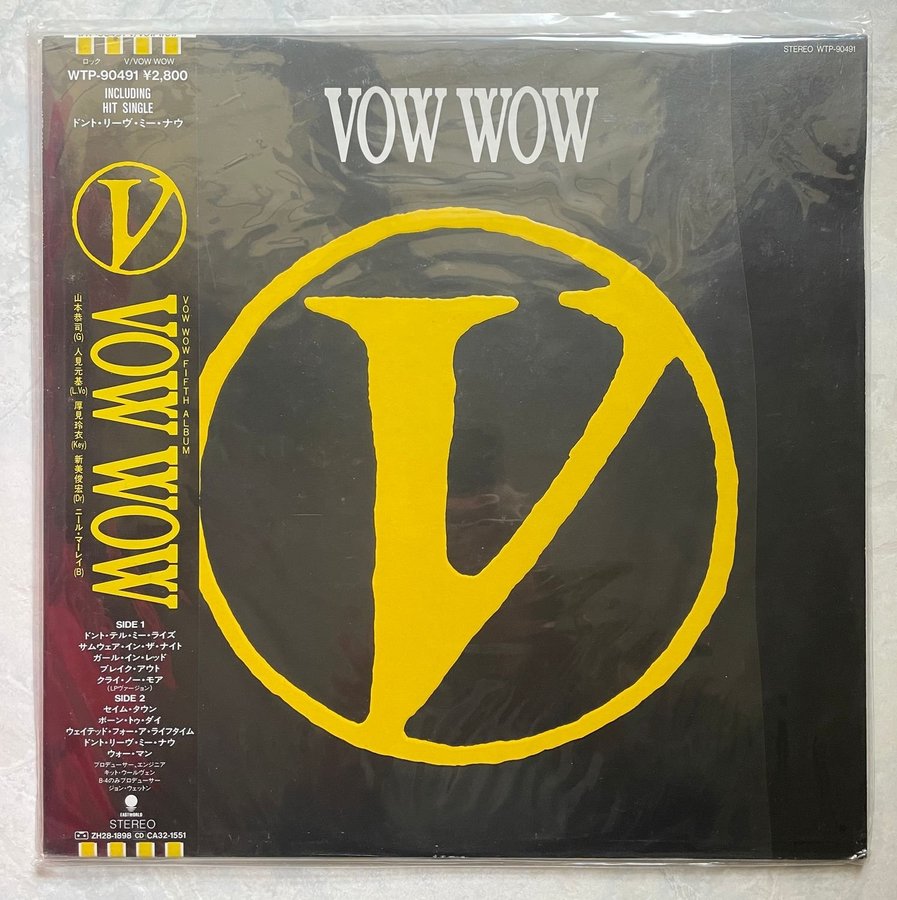 ロック V/VOW WOW
WTP-90491 ¥2,800
INCLUDING
HIT SINGLE
ドント・リーヴ・ミー・ナウ
V
VOW WOW
VOW WOW FIFTH ALBUM
山本恭司(G) 人見元基(L.Vo) 厚見玲衣(Key) 新美俊宏(Dr) ニール・マーレイ(B)
SIDE 1
ドント・テル・ミー・ライズ
サムウェア・イン・ザ・ナイト
ガール・イン・レッド
ブレイク・アウト
クライ・ノー・モア
(LPヴァージョン)
SIDE 2
セイム・タウン
ボーン・トゥ・ダイ
ウェイテッド・フォー・ア・ライフタイム
ドント・リーヴ・ミー・ナウ
ウォー・マン
プロデューサー、エンジニア
キット・ウールヴェン
B-4のみプロデューサー
ジョン・ウェットン
EASTWORLD
STEREO
ZH28-1898 CD CA32-1551
STEREO WTP-90491
VOW WOW
V